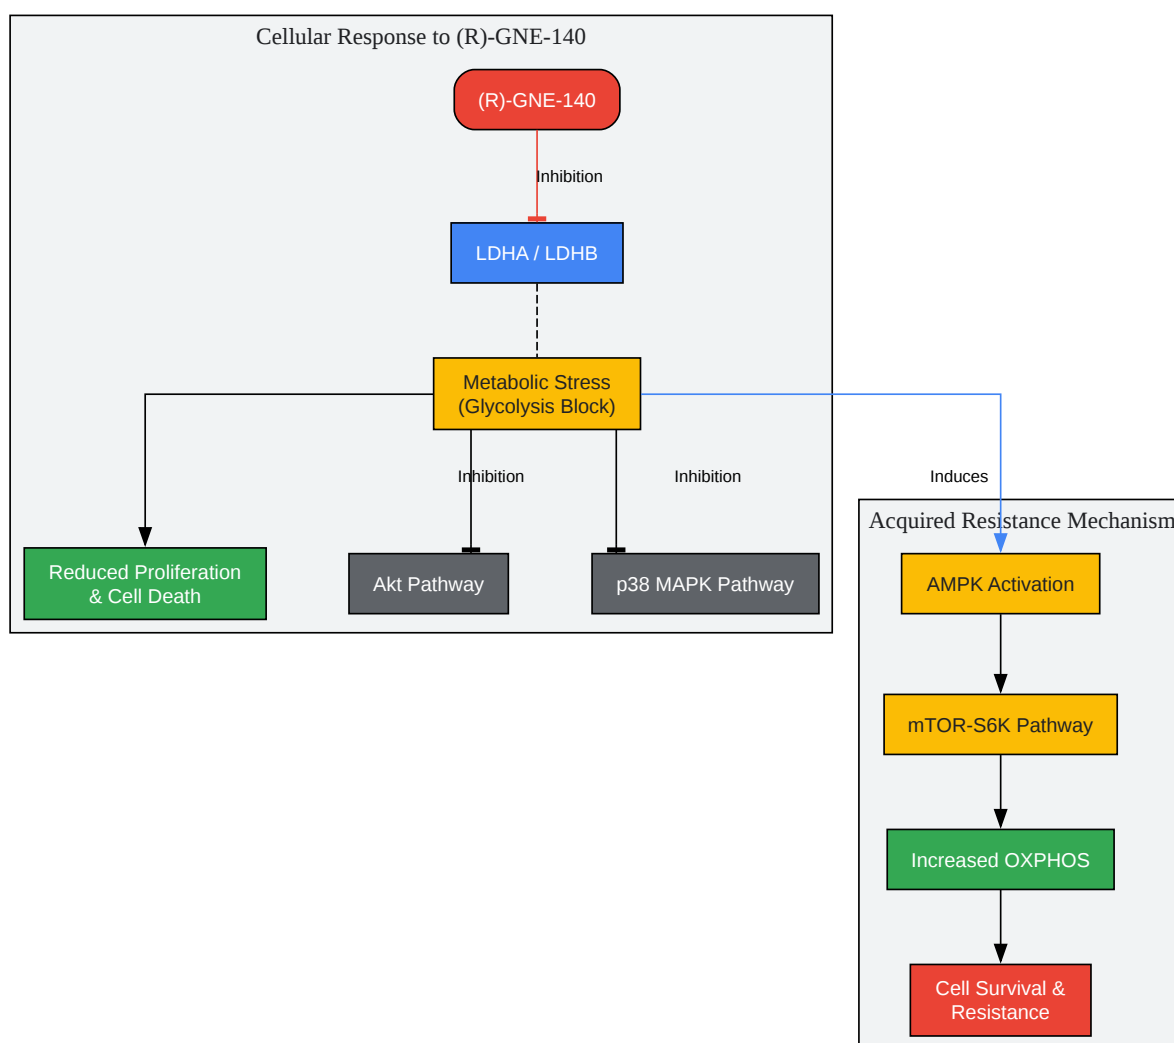 Cellular Response to (R)-GNE-140
(R)-GNE-140
Inhibition
LDHA / LDHB
Metabolic Stress
(Glycolysis Block)
Inhibition
Inhibition
Induces
Acquired Resistance Mechanism
Reduced Proliferation
& Cell Death
Akt Pathway
p38 MAPK Pathway
AMPK Activation
mTOR-S6K Pathway
Increased OXPHOS
Cell Survival &
Resistance